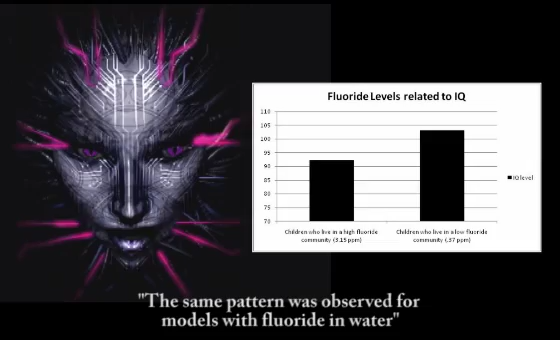 Fluoride Levels related to IQ
110
105
100
95
90
85
80
75
70
IQ level
Children who live in a high fluoride
community (3.15 ppm)
Children who live in a low fluoride
community (.37 ppm)
"The same pattern was observed for
models with fluoride in water"